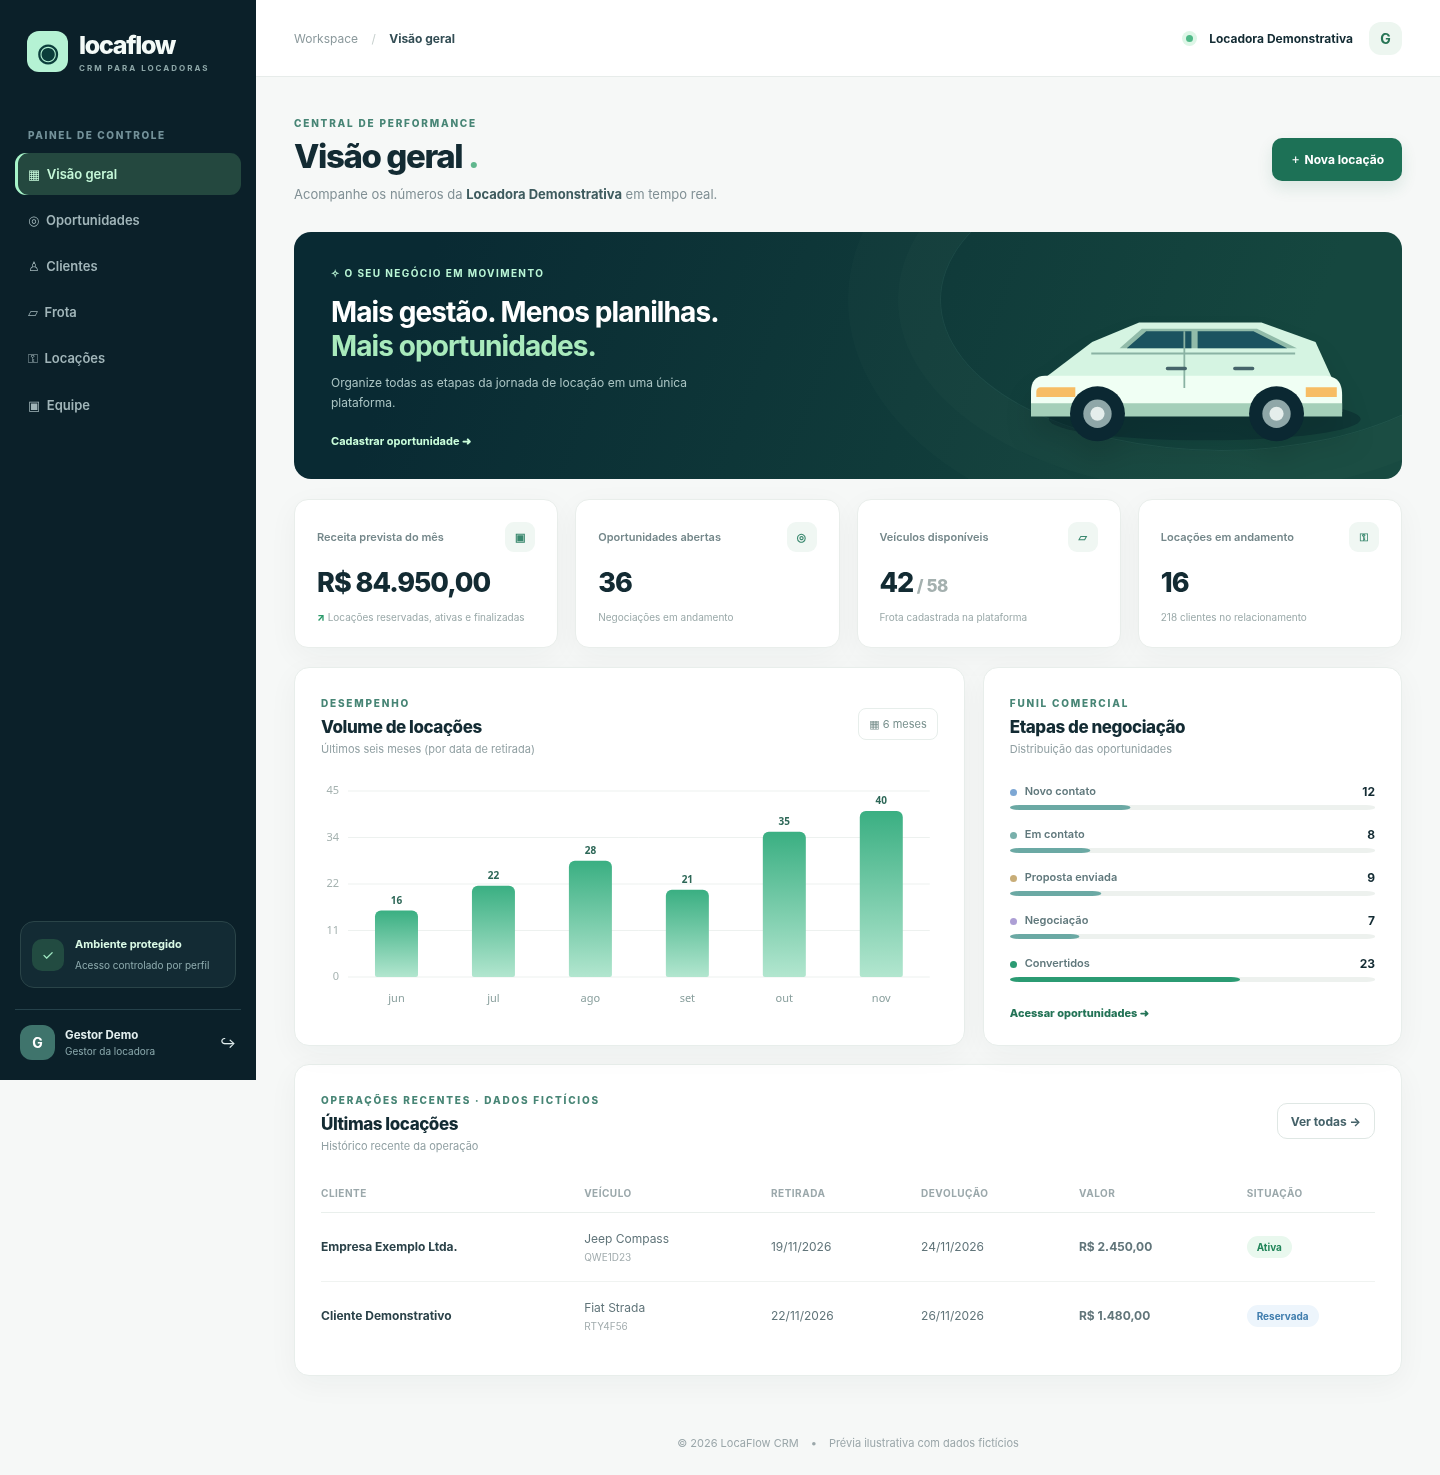 locaflow
CRM PARA LOCADORAS
PAINEL DE CONTROLE
Visão geral
Oportunidades
Clientes
Frota
Locações
Equipe
Ambiente protegido
Acesso controlado por perfil
G
Gestor Demo
Gestor da locadora
Workspace / Visão geral
Locadora Demonstrativa G
CENTRAL DE PERFORMANCE
Visão geral .
Acompanhe os números da Locadora Demonstrativa em tempo real.
+ Nova locação
✧ O SEU NEGÓCIO EM MOVIMENTO
Mais gestão. Menos planilhas.
Mais oportunidades.
Organize todas as etapas da jornada de locação em uma única
plataforma.
Cadastrar oportunidade ➜
Receita prevista do mês
R$ 84.950,00
Locações reservadas, ativas e finalizadas
Oportunidades abertas
36
Negociações em andamento
Veículos disponíveis
42 / 58
Frota cadastrada na plataforma
Locações em andamento
16
218 clientes no relacionamento
DESEMPENHO
Volume de locações
Últimos seis meses (por data de retirada)
6 meses
45
34
22
11
0
16
22
28
21
35
40
jun
jul
ago
set
out
nov
FUNIL COMERCIAL
Etapas de negociação
Distribuição das oportunidades
Novo contato 12
Em contato 8
Proposta enviada 9
Negociação 7
Convertidos 23
Acessar oportunidades ➜
OPERAÇÕES RECENTES · DADOS FICTÍCIOS
Últimas locações
Histórico recente da operação
Ver todas →
CLIENTE VEÍCULO RETIRADA DEVOLUÇÃO VALOR SITUAÇÃO
Empresa Exemplo Ltda. Jeep Compass 19/11/2026 24/11/2026 R$ 2.450,00 Ativa
QWE1D23
Cliente Demonstrativo Fiat Strada 22/11/2026 26/11/2026 R$ 1.480,00 Reservada
RTY4F56
© 2026 LocaFlow CRM • Prévia ilustrativa com dados fictícios